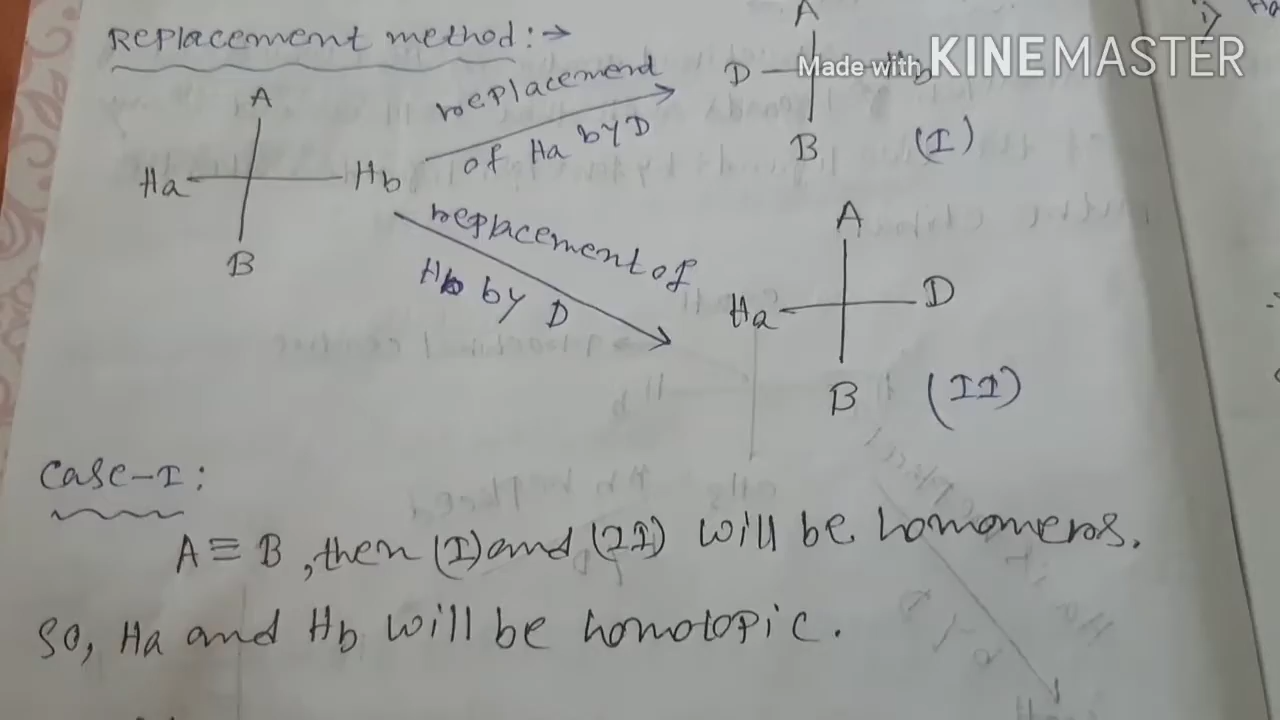 Replacement method:→
A
D
Made with KINEMASTER
b
B
(I)
A
Ha
Hb
B
replacement
of Ha by D
replacement of
Hb by D
A
Ha
D
B
(II)
Case-I:
A ≡ B, then (I) and (II) will be homomers.
So, Ha and Hb will be homotopic.
i)
Ha